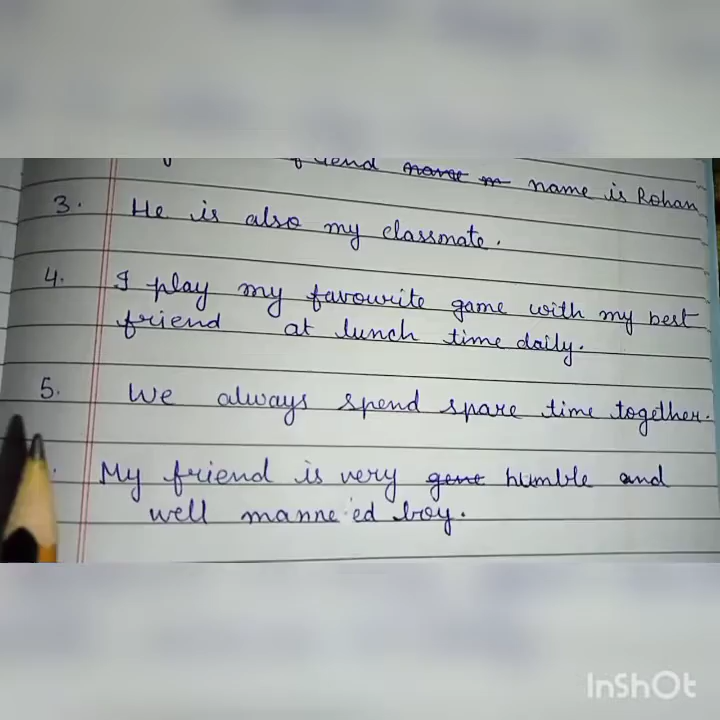 friend name is Rohan
3. He is also my classmate.
4. I play my favourite game with my best
friend at lunch time daily.
5. We always spend spare time together.
My friend is very humble and
well manne ed boy.
InShOt